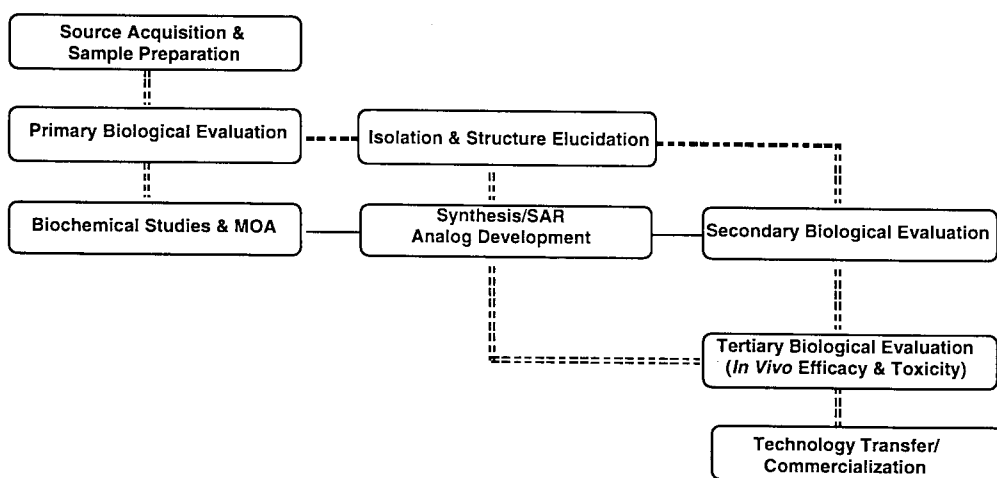 Source Acquisition &
Sample Preparation
Primary Biological Evaluation
Isolation & Structure Elucidation
Biochemical Studies & MOA
Synthesis/SAR
Analog Development
Secondary Biological Evaluation
Tertiary Biological Evaluation
(In Vivo Efficacy & Toxicity)
Technology Transfer/
Commercialization